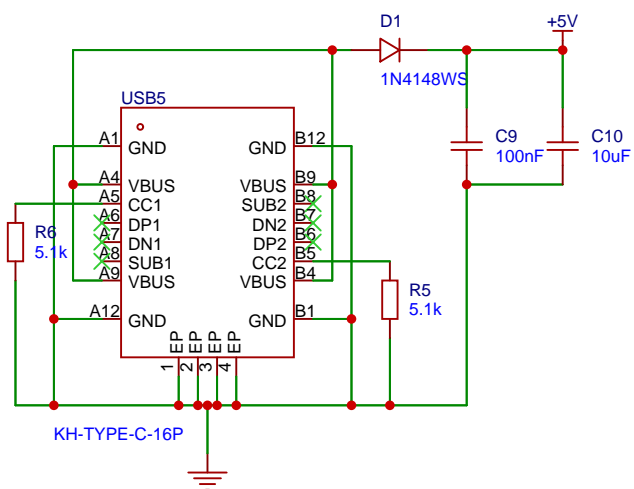 D1
+5V
1N4148WS
USB5
C9
100nF
C10
10uF
A1
GND
GND
B12
A4
VBUS
VBUS
B9
A5
CC1
SUB2
B8
A6
DP1
DN2
B7
A7
DN1
DP2
B6
A8
SUB1
CC2
B5
A9
VBUS
VBUS
B4
R6
5.1k
R5
5.1k
A12
GND
GND
B1
EP
EP
EP
EP
1
2
3
4
KH-TYPE-C-16P